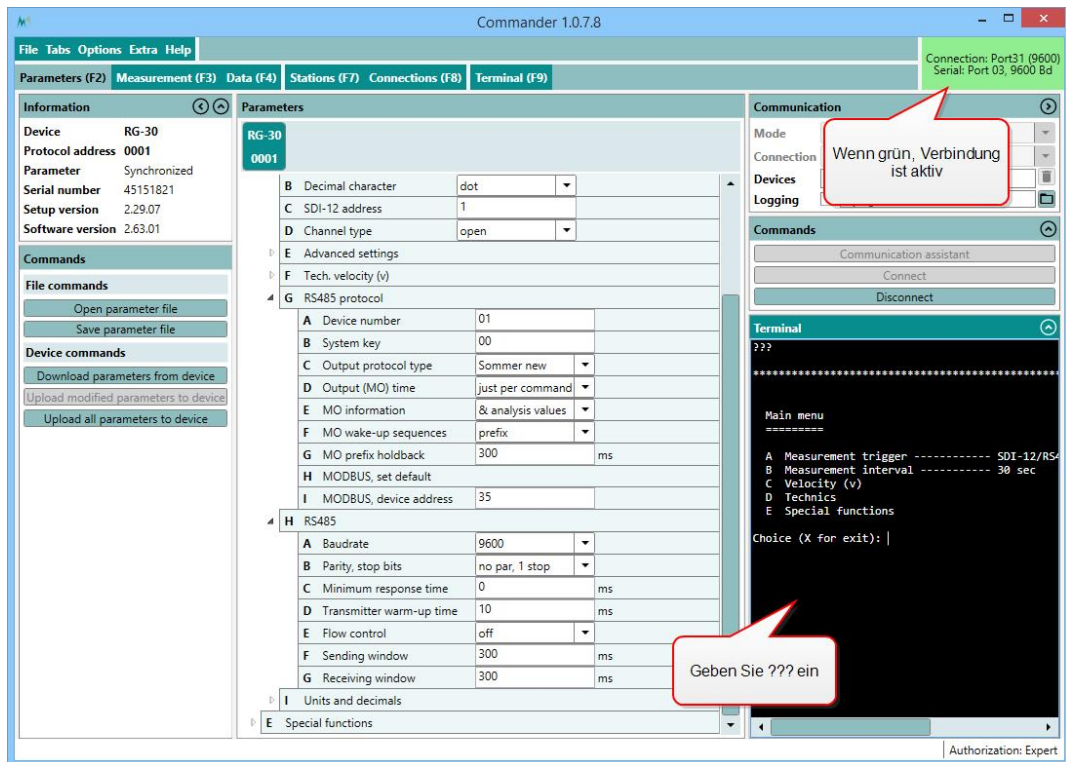 Commander 1.0.7.8
File Tabs Options Extra Help
Connection: Port31 (9600)
Serial: Port 03, 9600 Bd
Parameters (F2) Measurement (F3) Data (F4) Stations (F7) Connections (F8) Terminal (F9)
Information
Device RG-30
Protocol address 0001
Parameter Synchronized
Serial number 45151821
Setup version 2.29.07
Software version 2.63.01
Commands
File commands
Open parameter file
Save parameter file
Device commands
Download parameters from device
Upload modified parameters to device
Upload all parameters to device
Parameters
RG-30
0001
B Decimal character dot
C SDI-12 address 1
D Channel type open
E Advanced settings
F Tech. velocity (v)
G RS485 protocol
A Device number 01
B System key 00
C Output protocol type Sommer new
D Output (MO) time just per command
E MO information & analysis values
F MO wake-up sequences prefix
G MO prefix holdback 300 ms
H MODBUS, set default
I MODBUS, device address 35
H RS485
A Baudrate 9600
B Parity, stop bits no par, 1 stop
C Minimum response time 0 ms
D Transmitter warm-up time 10 ms
E Flow control off
F Sending window 300 ms
G Receiving window 300 ms
I Units and decimals
E Special functions
Communication
Mode
Connection
Devices
Logging
Wenn grün, Verbindung
ist aktiv
Commands
Communication assistant
Connect
Disconnect
Terminal
???
************************************************
Main menu
=========
A Measurement trigger ------------ SDI-12/RS4
B Measurement interval ----------- 30 sec
C Velocity (v)
D Technics
E Special functions
Choice (X for exit):
Geben Sie ??? ein
Authorization: Expert